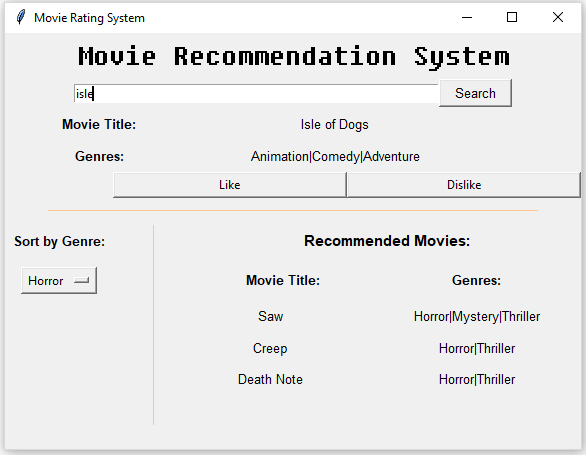 Movie Rating System
Movie Recommendation System
isle Search
Movie Title: Isle of Dogs
Genres: Animation|Comedy|Adventure
Like Dislike
Sort by Genre: Recommended Movies:
Horror Movie Title: Genres:
Saw Horror|Mystery|Thriller
Creep Horror|Thriller
Death Note Horror|Thriller